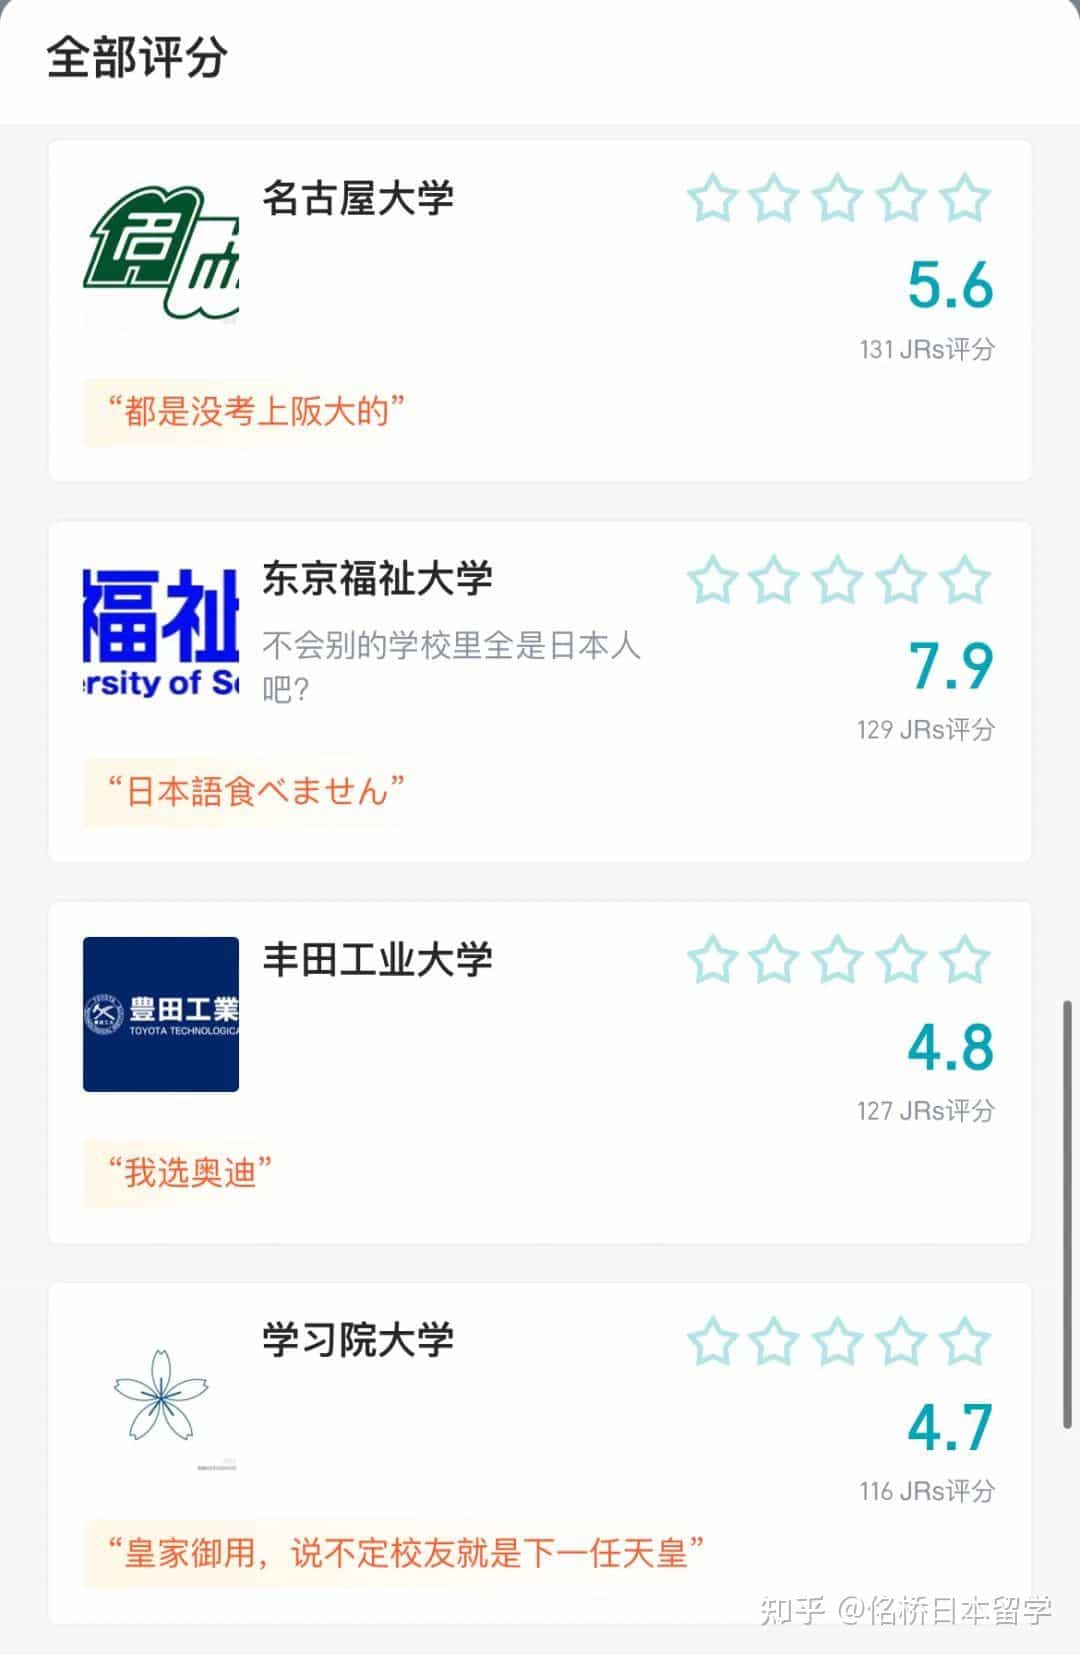 全部评分
名古屋大学
5.6
131 JRs评分
“都是没考上阪大的”
福祉
rsity of S
东京福祉大学
不会别的学校里全是日本人
吧?
7.9
129 JRs评分
“日本語食べません”
豊田工業
TOYOTA TECHNOLOGICA
丰田工业大学
4.8
127 JRs评分
“我选奥迪”
学习院大学
4.7
116 JRs评分
“皇家御用，说不定校友就是下一任天皇”
知乎 @佲桥日本留学